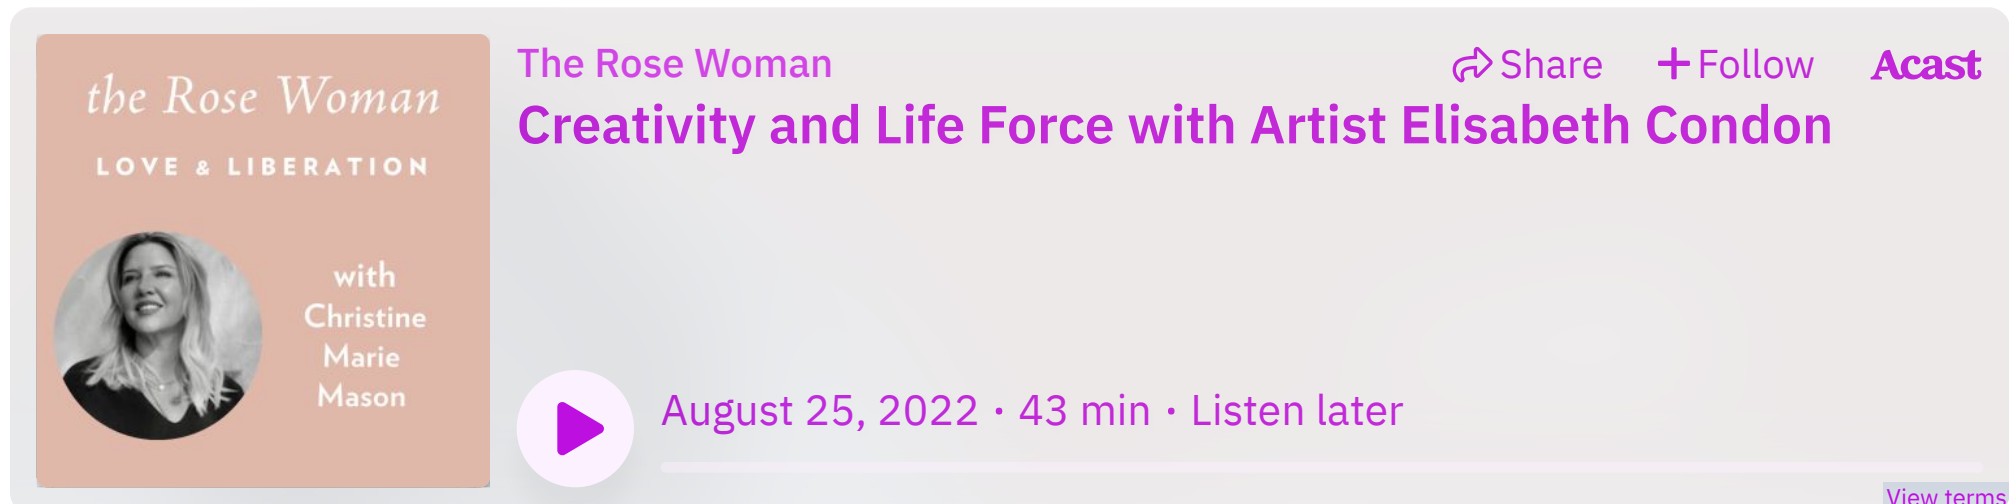 the Rose Woman
LOVE & LIBERATION
with
Christine
Marie
Mason
The Rose Woman
Share
Follow
Acast
Creativity and Life Force with Artist Elisabeth Condon
August 25, 2022 · 43 min · Listen later
View terms